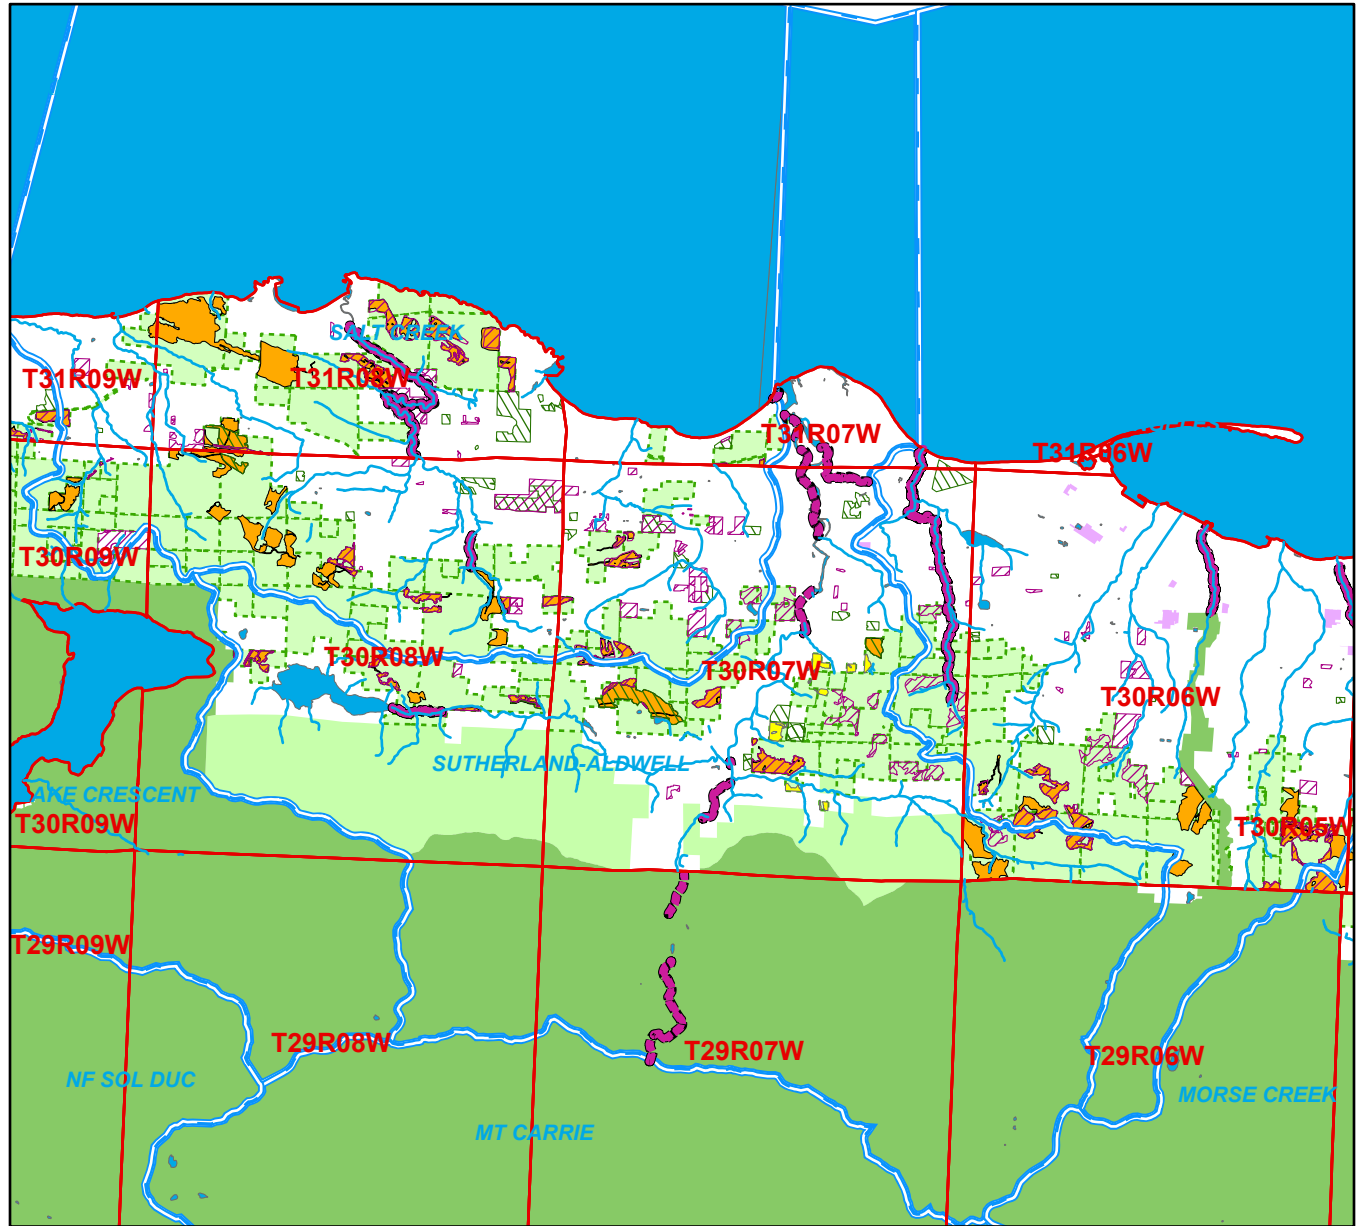 SALT CREEK
T31R09W
T31R08W
T31R07W
T31R06W
T30R09W
T30R08W
T30R07W
T30R06W
SUTHERLAND-ALDWELL
AKE CRESCENT
T30R09W
T30R05W
T29R09W
T29R08W
T29R07W
T29R06W
NF SOL DUC
MORSE CREEK
MT CARRIE